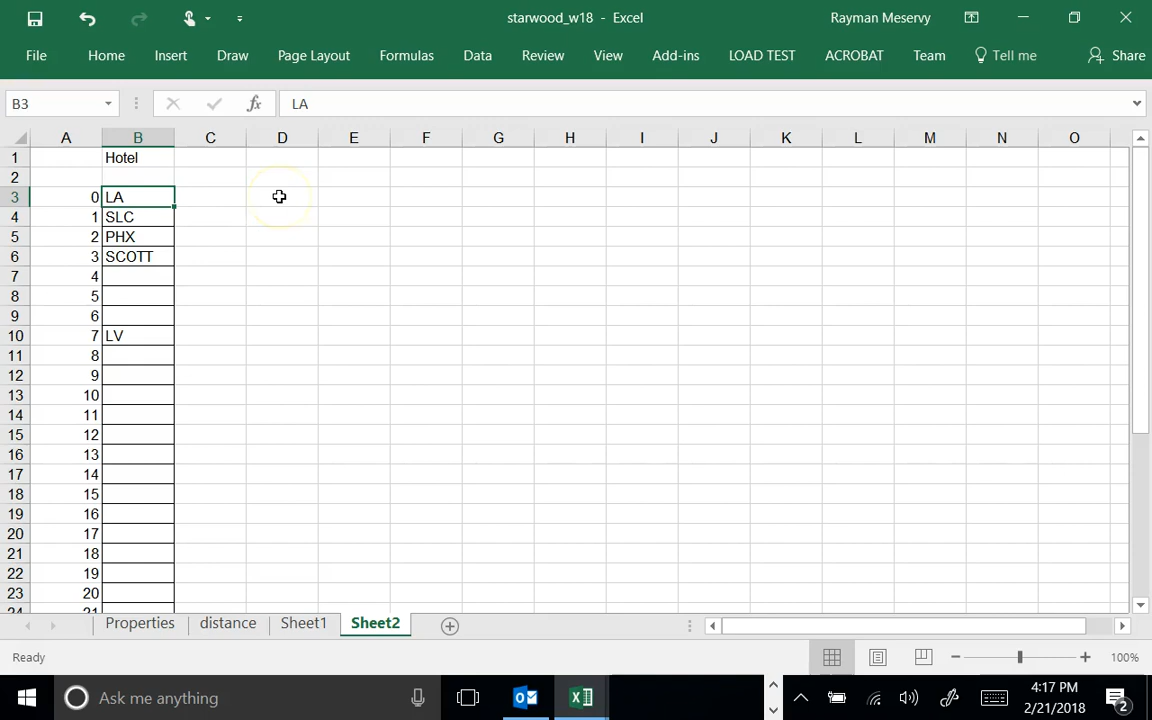 starwood_w18 - Excel
Rayman Meservy
File Home Insert Draw Page Layout Formulas Data Review View Add-ins LOAD TEST ACROBAT Team Tell me Share
B3 fx LA
A B C D E F G H I J K L M N O
1 Hotel
2
3 0 LA
4 1 SLC
5 2 PHX
6 3 SCOTT
7 4
8 5
9 6
10 7 LV
11 8
12 9
13 10
14 11
15 12
16 13
17 14
18 15
19 16
20 17
21 18
22 19
23 20
24 21
Properties distance Sheet1 Sheet2
Ready 100%
Ask me anything
4:17 PM
2/21/2018
2